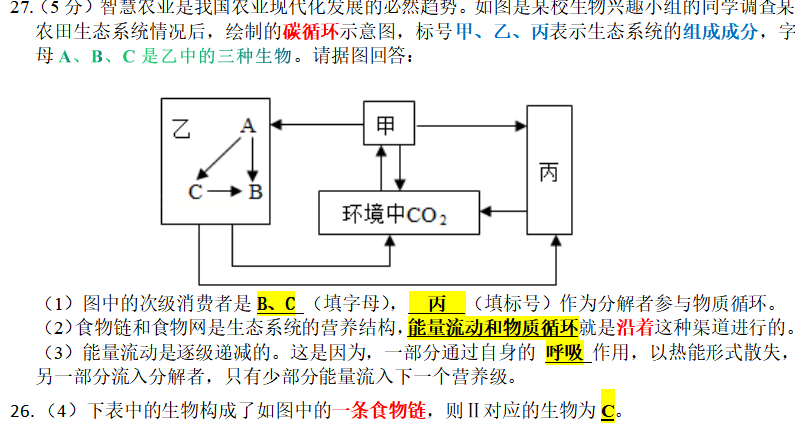 27.（5 分）智慧农业是我国农业现代化发展的必然趋势。如图是某校生物兴趣小组的同学调查某
农田生态系统情况后，绘制的碳循环示意图，标号甲、乙、丙表示生态系统的组成成分，字
母 A、B、C 是乙中的三种生物。请据图回答：
乙
A
C
B
甲
丙
环境中CO₂
（1）图中的次级消费者是 B、C （填字母），  丙  （填标号）作为分解者参与物质循环。
（2）食物链和食物网是生态系统的营养结构，能量流动和物质循环就是沿着这种渠道进行的。
（3）能量流动是逐级递减的。这是因为，一部分通过自身的 呼吸 作用，以热能形式散失，
另一部分流入分解者，只有少部分能量流入下一个营养级。
26.（4）下表中的生物构成了如图中的一条食物链，则Ⅱ对应的生物为 C。